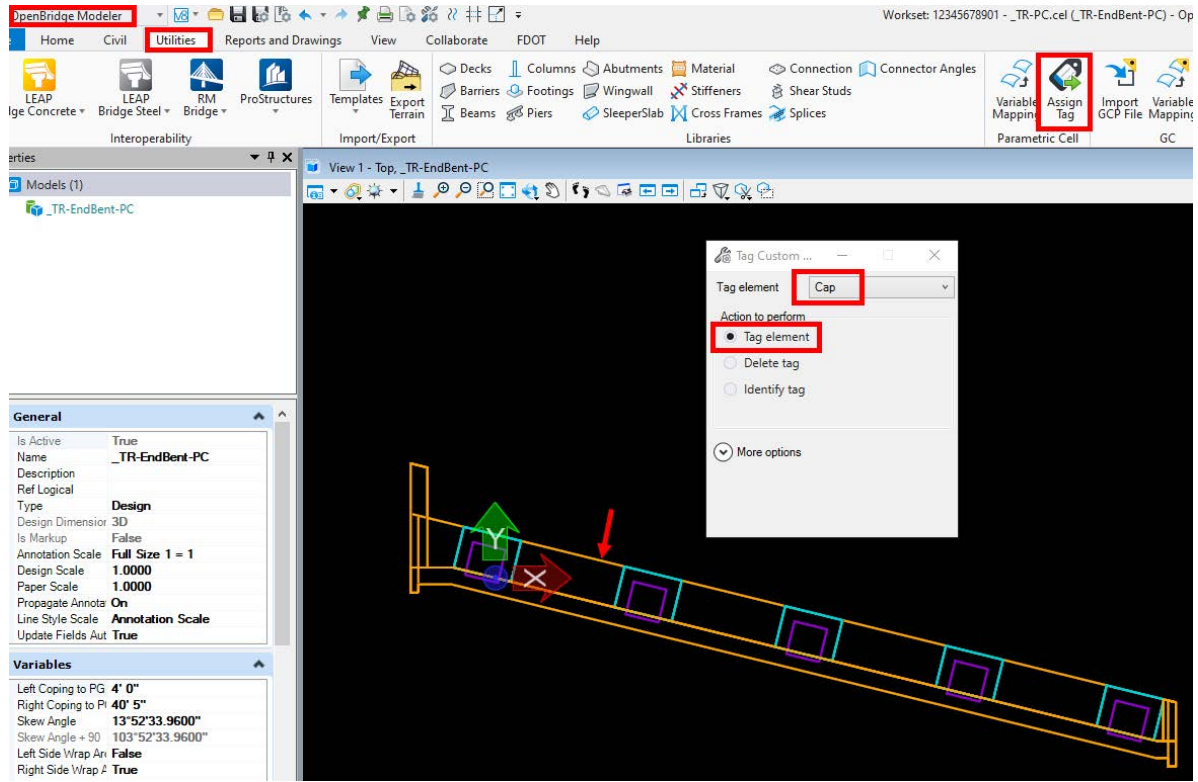 OpenBridge Modeler
Workset: 12345678901 - _TR-PC.cel (_TR-EndBent-PC) - Op
Home Civil Utilities Reports and Drawings View Collaborate FDOT Help
LEAP
ge Concrete
LEAP
Bridge Steel
RM
Bridge
ProStructures
Interoperability
Templates
Export
Terrain
Import/Export
Decks Columns Abutments Material Connection Connector Angles
Barriers Footings Wingwall Stiffeners Shear Studs
Beams Piers SleeperSlab Cross Frames Splices
Libraries
Variable
Mapping
Assign
Tag
Parametric Cell
Import
GCP File
Variable
Mapping
GC
erties
Models (1)
_TR-EndBent-PC
View 1 - Top, _TR-EndBent-PC
Tag Custom ...
Tag element Cap
Action to perform
Tag element
Delete tag
Identify tag
More options
Y
X
General
Is Active True
Name _TR-EndBent-PC
Description
Ref Logical
Type Design
Design Dimension 3D
Is Markup False
Annotation Scale Full Size 1 = 1
Design Scale 1.0000
Paper Scale 1.0000
Propagate Annota On
Line Style Scale Annotation Scale
Update Fields Aut True
Variables
Left Coping to PG 4' 0"
Right Coping to P 40' 5"
Skew Angle 13°52'33.9600"
Skew Angle + 90 103°52'33.9600"
Left Side Wrap Ar False
Right Side Wrap A True